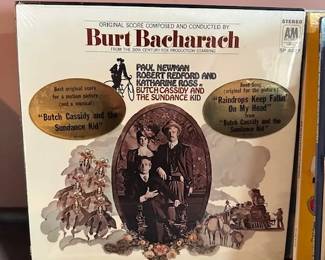 ORIGINAL SCORE COMPOSED AND CONDUCTED BY
Burt Bacharach
FROM THE 20th CENTURY-FOX PRODUCTION STARRING
PAUL NEWMAN
ROBERT REDFORD AND
KATHARINE ROSS
BUTCH CASSIDY AND
THE SUNDANCE KID
STEREO
A&M
Best original score
for a motion picture
(not a musical)
"Butch Cassidy and the
Sundance Kid"
Best Song
(original for the picture)
"Raindrops Keep Fallin'
On My Head"
from
"Butch Cassidy and
the Sundance Kid"